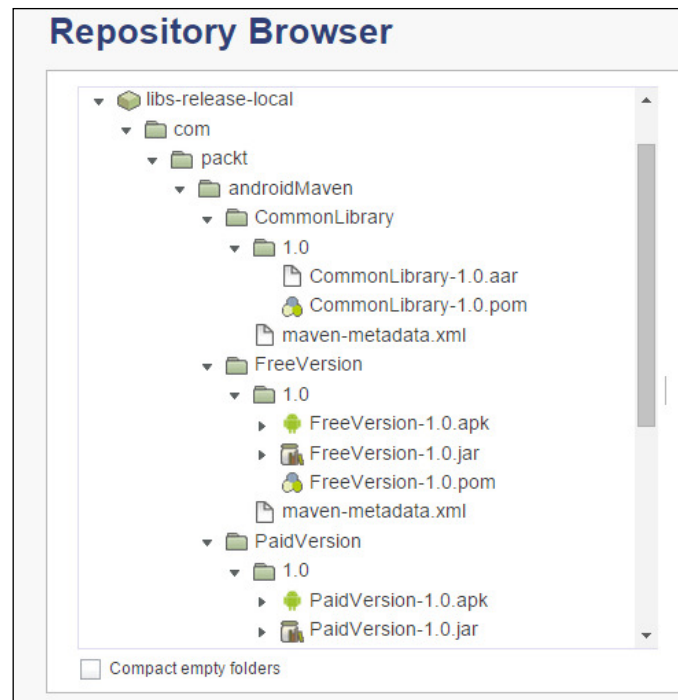 Repository Browser
libs-release-local
com
packt
androidMaven
CommonLibrary
1.0
CommonLibrary-1.0.aar
CommonLibrary-1.0.pom
maven-metadata.xml
FreeVersion
1.0
FreeVersion-1.0.apk
FreeVersion-1.0.jar
FreeVersion-1.0.pom
maven-metadata.xml
PaidVersion
1.0
PaidVersion-1.0.apk
PaidVersion-1.0.jar
Compact empty folders